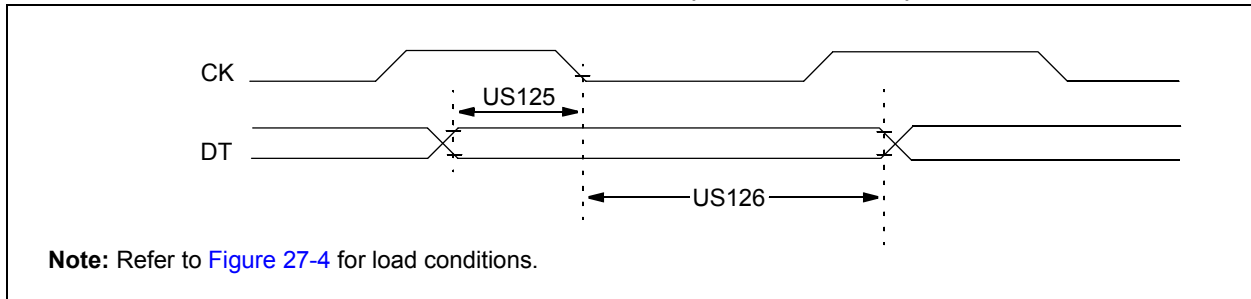 CK
US125
DT
US126
Note: Refer to Figure 27-4 for load conditions.